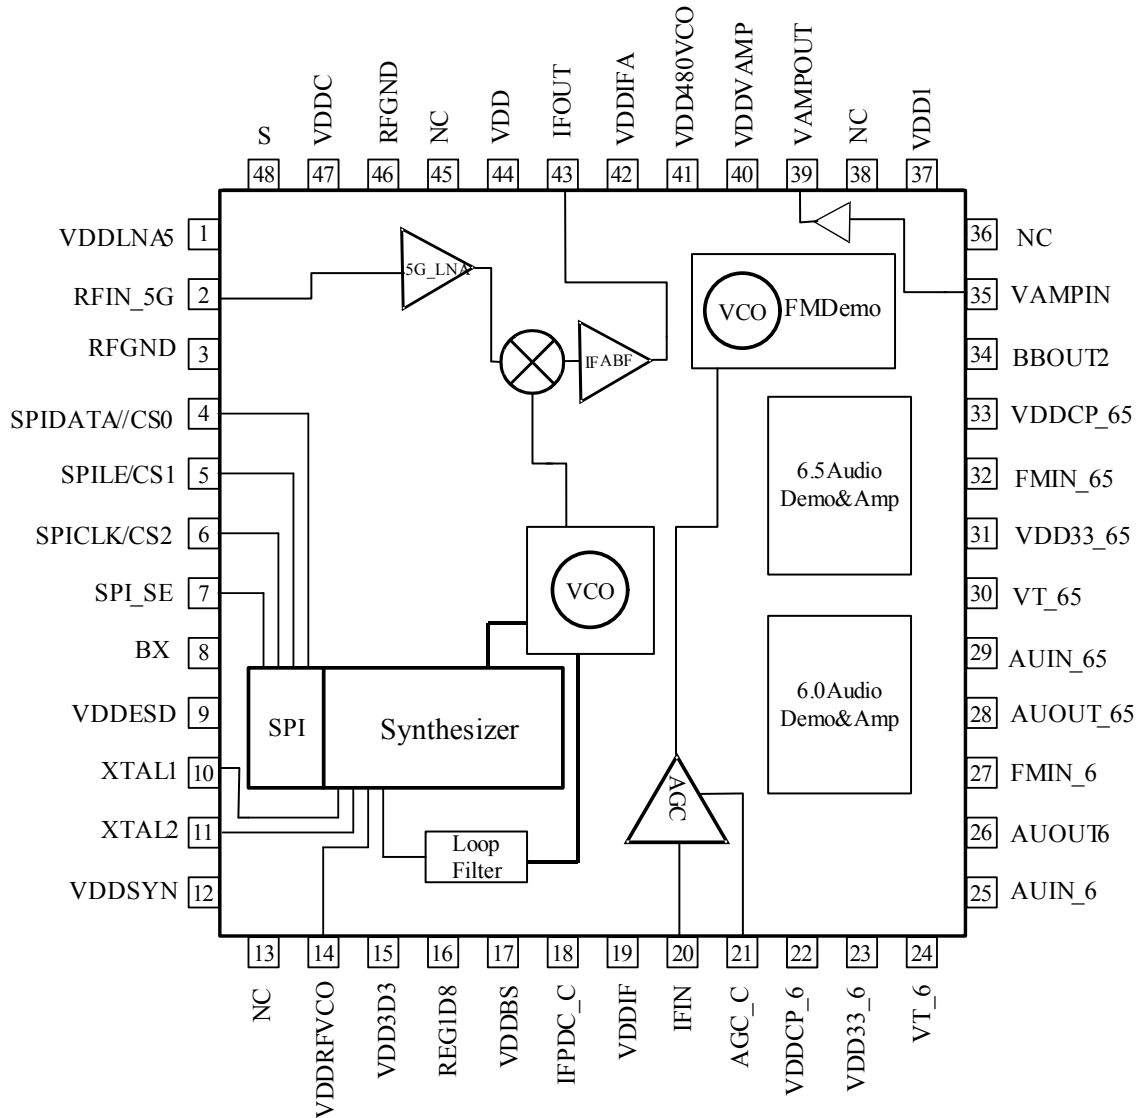 S
VDDC
RFGND
NC
VDD
IFOUT
VDDIFA
VDD480VCO
VDDVAMP
VAMPOUT
NC
VDD1
48
47
46
45
44
43
42
41
40
39
38
37
VDDLNA5
1
RFIN_5G
2
RFGND
3
SPIDATA//CS0
4
SPILE/CS1
5
SPICLK/CS2
6
SPI_SE
7
BX
8
VDDESD
9
XTAL1
10
XTAL2
11
VDDSYN
12
5G_LNA
IFABF
VCO
FMDemo
6.5Audio
Demo&Amp
VCO
6.0Audio
Demo&Amp
SPI
Synthesizer
AGC
Loop
Filter
36
NC
35
VAMPIN
34
BBOUT2
33
VDDCP_65
32
FMIN_65
31
VDD33_65
30
VT_65
29
AUIN_65
28
AUOUT_65
27
FMIN_6
26
AUOUT6
25
AUIN_6
13
14
15
16
17
18
19
20
21
22
23
24
NC
VDDRFVCO
VDD3D3
REG1D8
VDDBS
IFPDC_C
VDDIF
IFIN
AGC_C
VDDCP_6
VDD33_6
VT_6